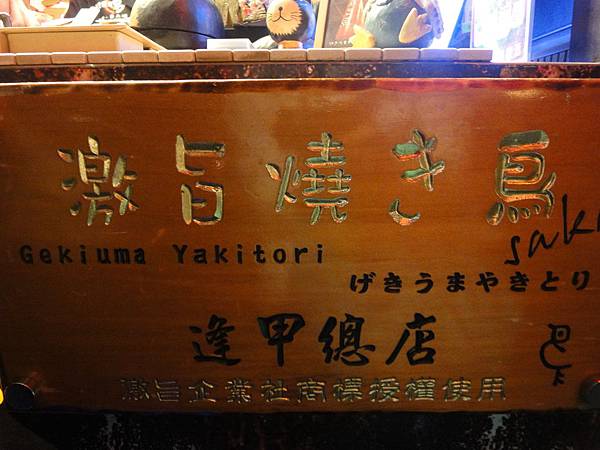 激旨燒き鳥
Gekiuma Yakitori
げきうまやきとり
逢甲總店
激旨企業社商標授權使用